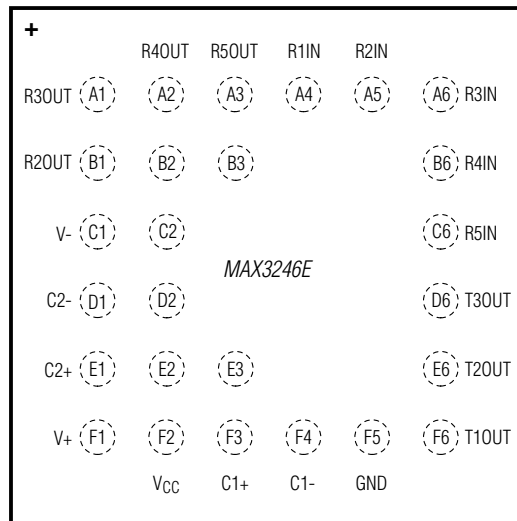 +
R4OUT R5OUT R1IN R2IN
R3OUT A1 A2 A3 A4 A5 A6 R3IN
R2OUT B1 B2 B3 B6 R4IN
V- C1 C2 C6 R5IN
MAX3246E
C2- D1 D2 D6 T3OUT
C2+ E1 E2 E3 E6 T2OUT
V+ F1 F2 F3 F4 F5 F6 T1OUT
VCC C1+ C1- GND